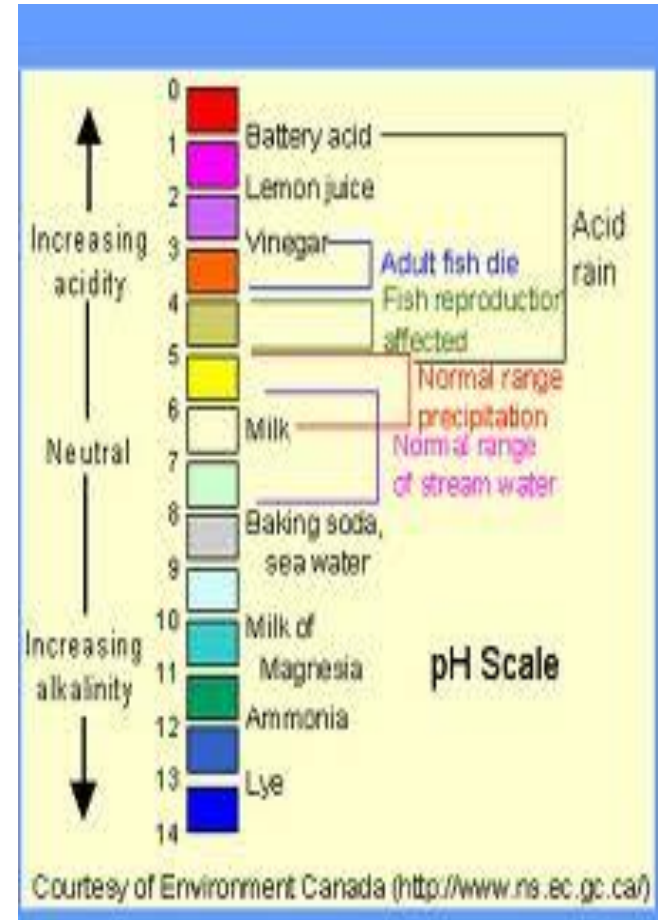 0
1
Battery acid
2
Lemon juice
Increasing
acidity
3
Vinegar
Adult fish die
Acid
rain
4
Fish reproduction
affected
5
Normal range
precipitation
6
Milk
Neutral
7
Normal range
of stream water
8
Baking soda,
sea water
9
10
Milk of
Magnesia
Increasing
alkalinity
11
Ammonia
pH Scale
12
13
Lye
14
Courtesy of Environment Canada (http://www.ns.ec.gc.ca/)